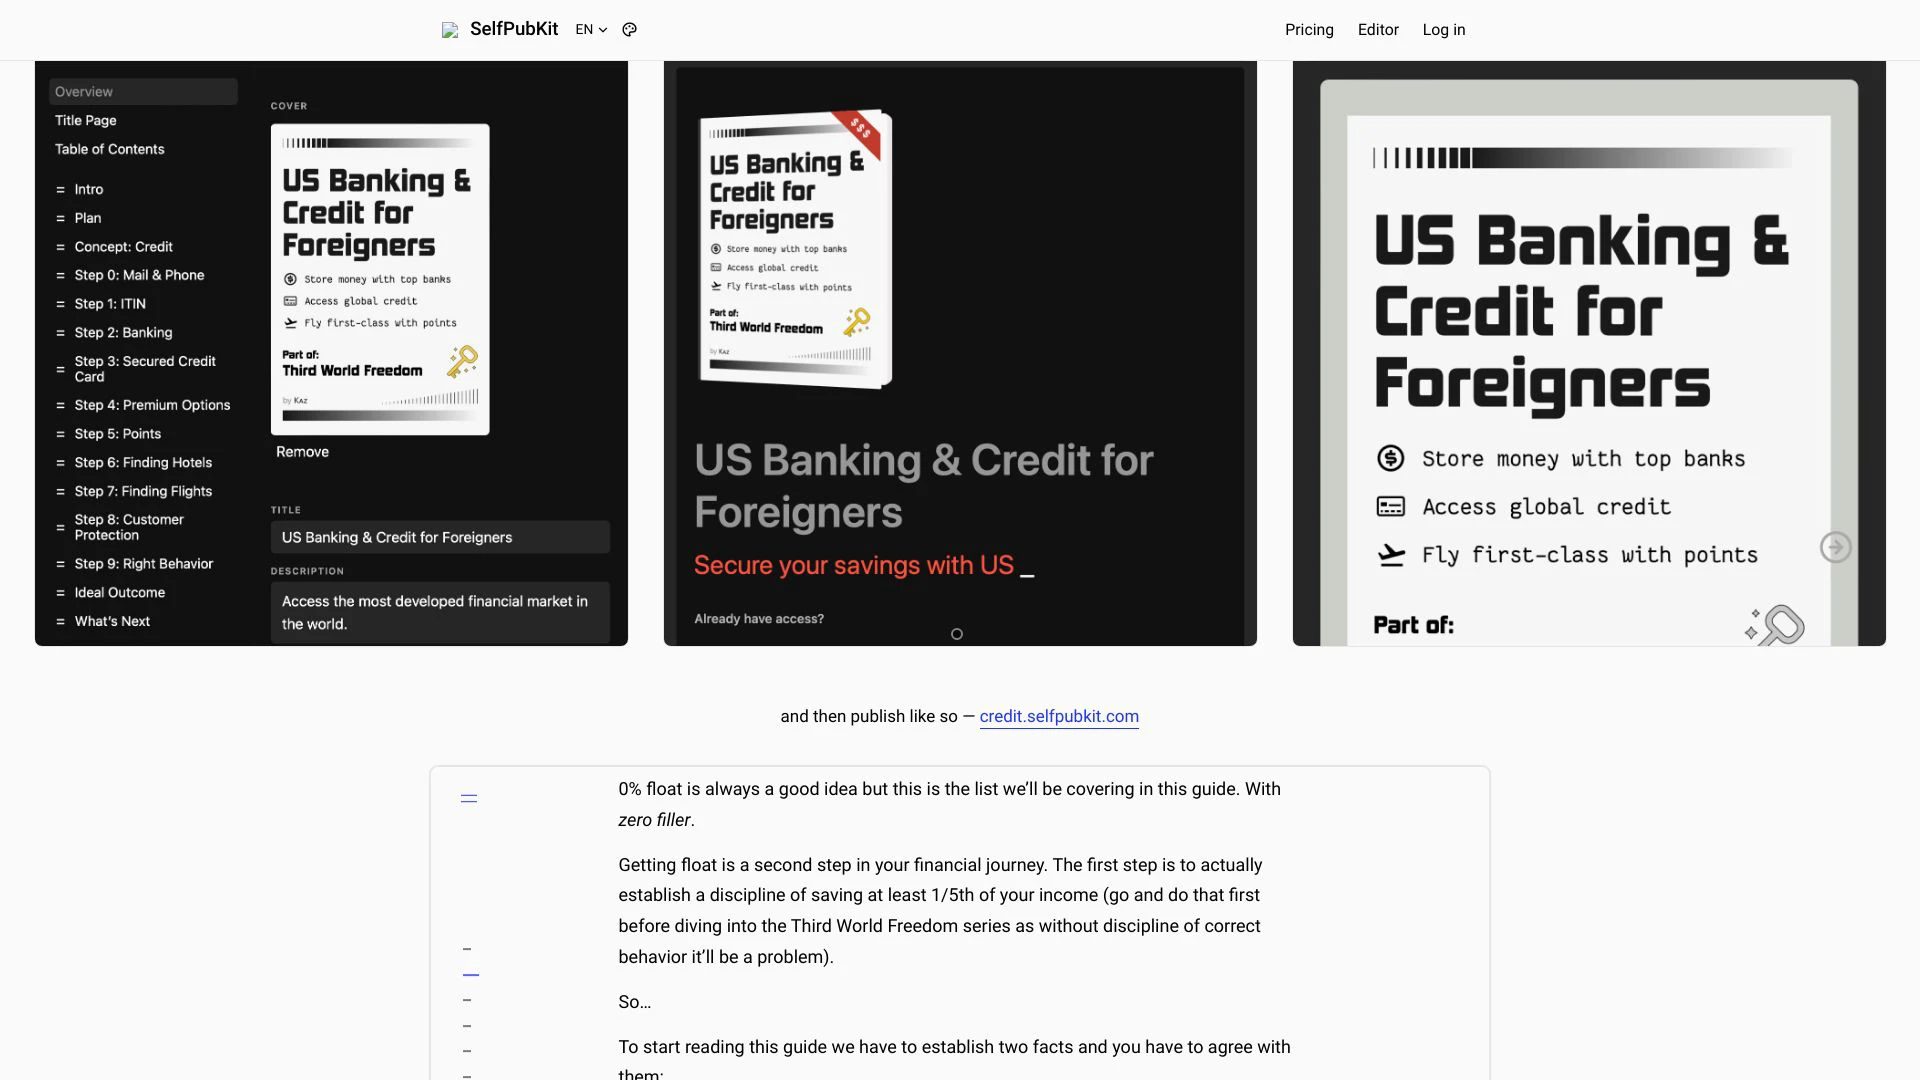 SelfPubKit
EN
Pricing
Editor
Log in
Overview
Title Page
Table of Contents
Intro
Plan
Concept: Credit
Step 0: Mail & Phone
Step 1: ITIN
Step 2: Banking
Step 3: Secured Credit
Card
Step 4: Premium Options
Step 5: Points
Step 6: Finding Hotels
Step 7: Finding Flights
Step 8: Customer
Protection
Step 9: Right Behavior
Ideal Outcome
What's Next
COVER
US Banking &
Credit for
Foreigners
Store money with top banks
Access global credit
Fly first-class with points
Part of:
Third World Freedom
by KAZ
Remove
TITLE
US Banking & Credit for Foreigners
DESCRIPTION
Access the most developed financial market in
the world.
$$$
US Banking &
Credit for
Foreigners
Store money with top banks
Access global credit
Fly first-class with points
Part of:
Third World Freedom
by KAZ
US Banking & Credit for
Foreigners
Secure your savings with US _
Already have access?
US Banking &
Credit for
Foreigners
Store money with top banks
Access global credit
Fly first-class with points
Part of:
and then publish like so — credit.selfpubkit.com
0% float is always a good idea but this is the list we’ll be covering in this guide. With
zero filler.
Getting float is a second step in your financial journey. The first step is to actually
establish a discipline of saving at least 1/5th of your income (go and do that first
before diving into the Third World Freedom series as without discipline of correct
behavior it’ll be a problem).
So…
To start reading this guide we have to establish two facts and you have to agree with
them: